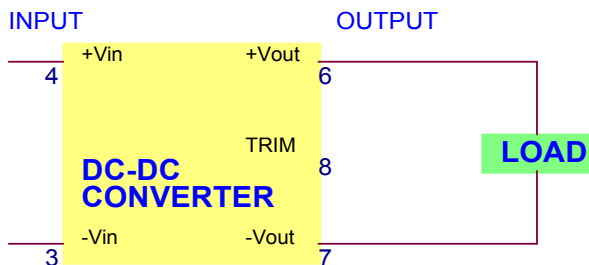 INPUT OUTPUT
+Vin +Vout
4 6
TRIM
8
LOAD
DC-DC
CONVERTER
-Vin -Vout
3 7